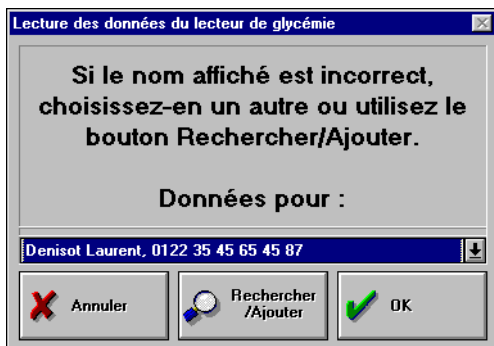 Lecture des données du lecteur de glycémie
Si le nom affiché est incorrect,
choisissez-en un autre ou utilisez le
bouton Rechercher/Ajouter.
Données pour :
Denisot Laurent, 0122 35 45 65 45 87
Annuler
Rechercher
/Ajouter
OK